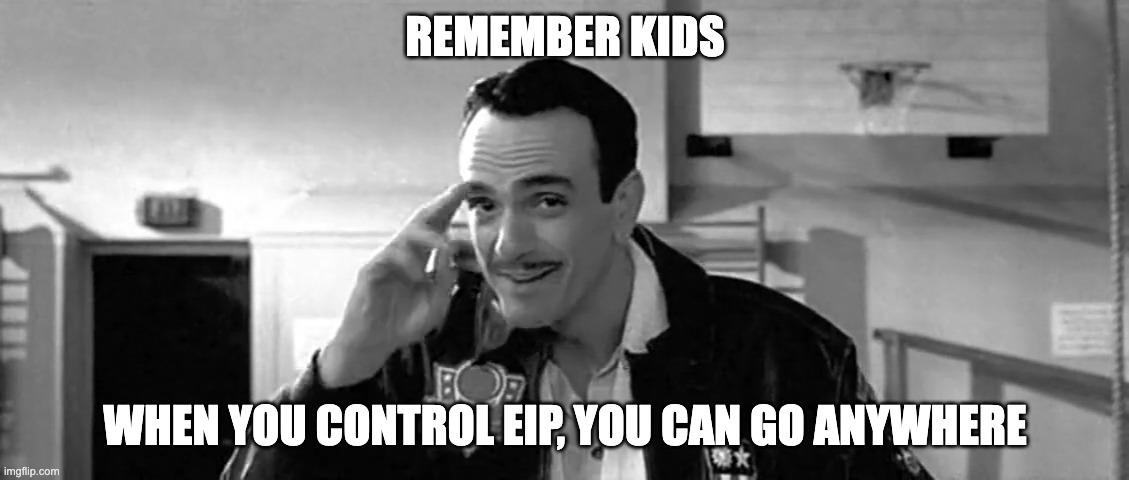 REMEMBER KIDS
WHEN YOU CONTROL EIP, YOU CAN GO ANYWHERE
imgflip.com